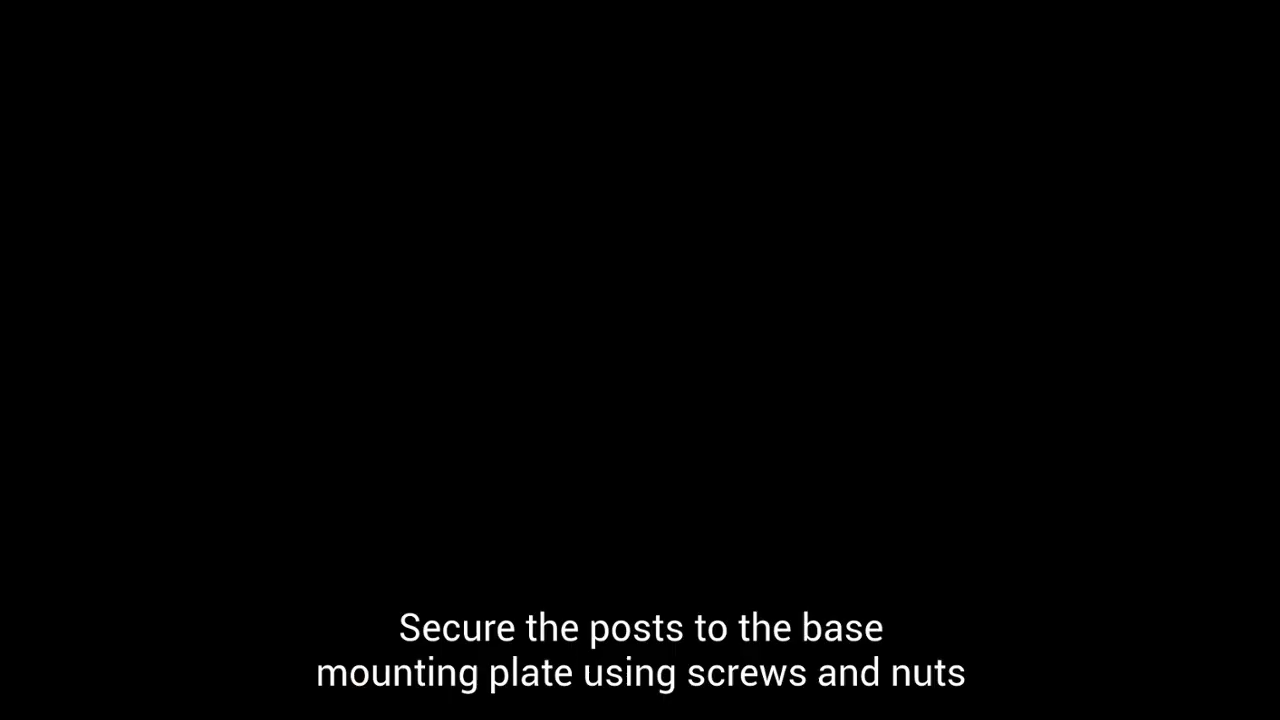 Secure the posts to the base
mounting plate using screws and nuts